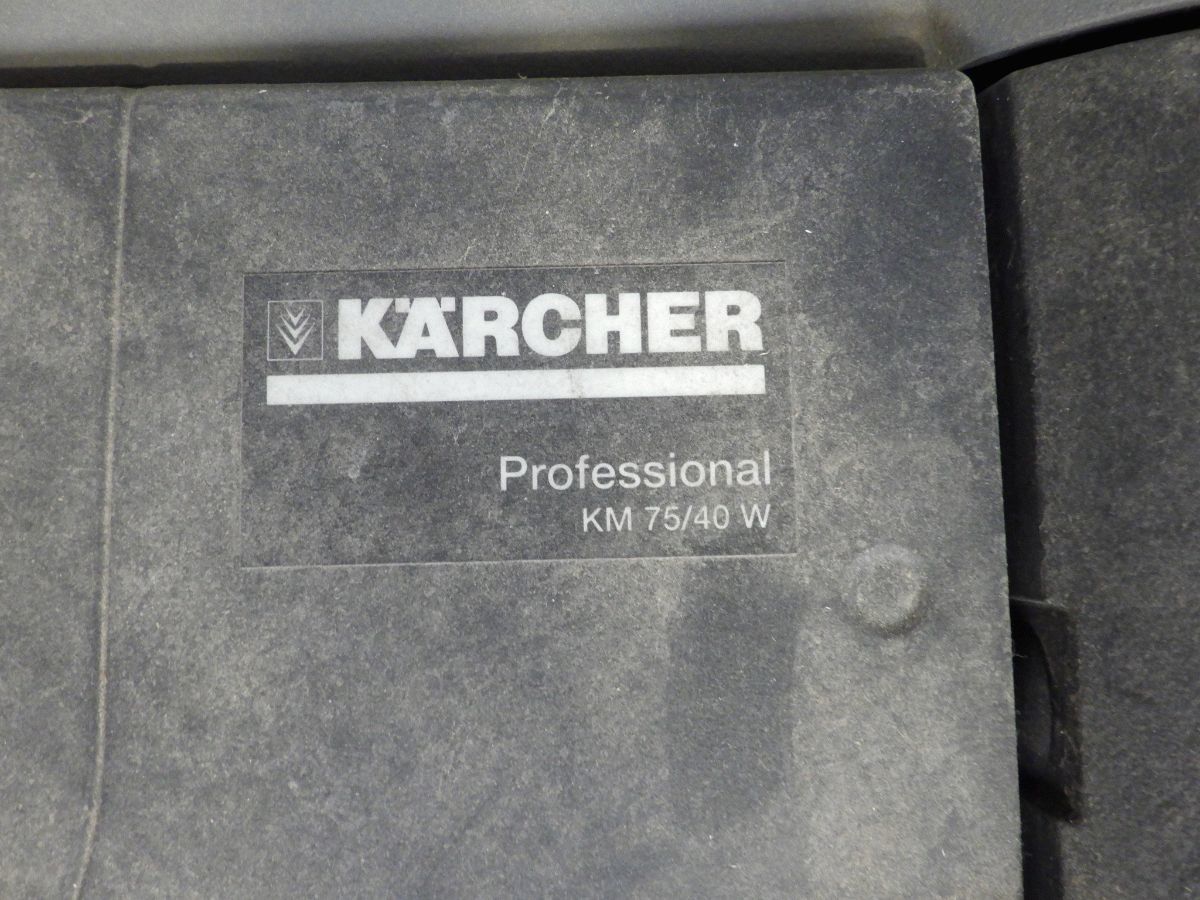 KÄRCHER
Professional
KM 75/40 W